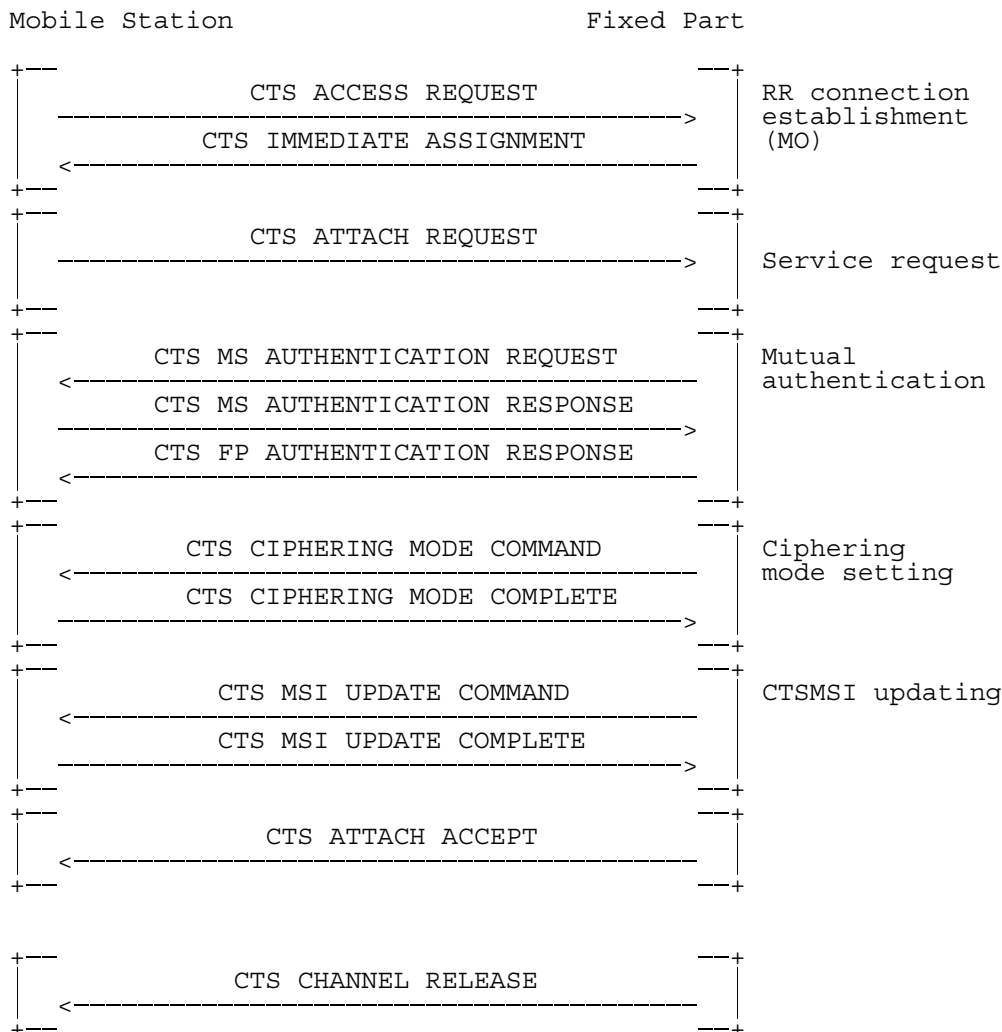 Mobile Station Fixed Part
CTS ACCESS REQUEST RR connection
establishment
CTS IMMEDIATE ASSIGNMENT (MO)
CTS ATTACH REQUEST
Service request
CTS MS AUTHENTICATION REQUEST Mutual
authentication
CTS MS AUTHENTICATION RESPONSE
CTS FP AUTHENTICATION RESPONSE
CTS CIPHERING MODE COMMAND Ciphering
mode setting
CTS CIPHERING MODE COMPLETE
CTS MSI UPDATE COMMAND CTSMSI updating
CTS MSI UPDATE COMPLETE
CTS ATTACH ACCEPT
CTS CHANNEL RELEASE